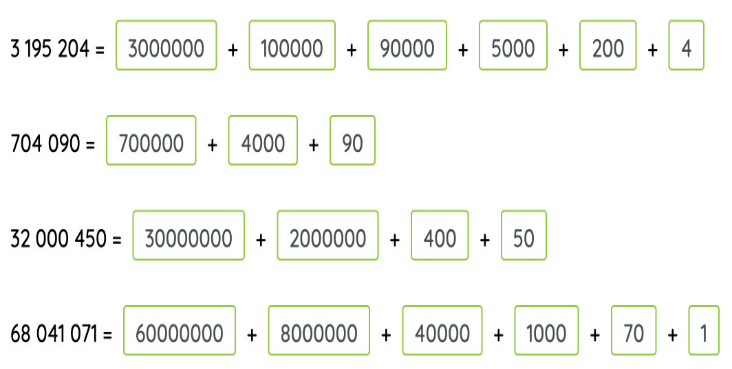 3 195 204 = 3000000 + 100000 + 90000 + 5000 + 200 + 4
704 090 = 700000 + 4000 + 90
32 000 450 = 30000000 + 2000000 + 400 + 50
68 041 071 = 60000000 + 8000000 + 40000 + 1000 + 70 + 1